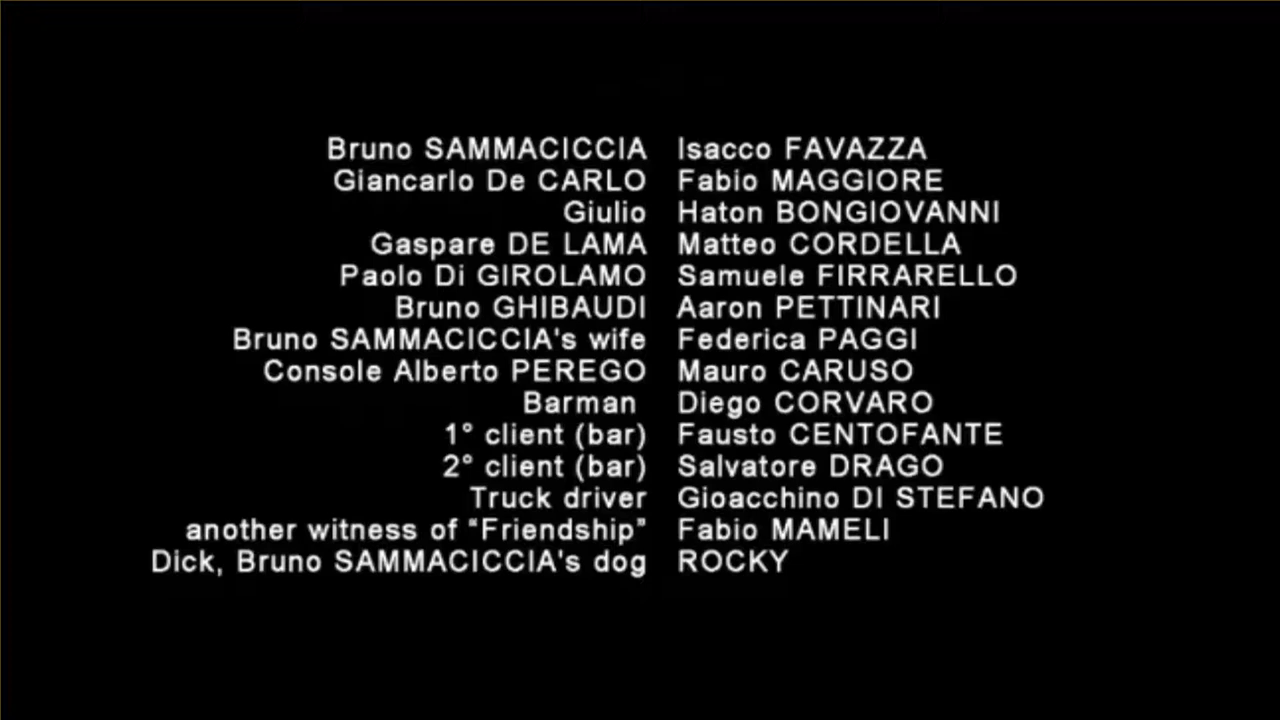 Bruno SAMMACICCIA Isacco FAVAZZA
Giancarlo De CARLO Fabio MAGGIORE
Giulio Haton BONGIOVANNI
Gaspare DE LAMA Matteo CORDELLA
Paolo Di GIROLAMO Samuele FIRRARELLO
Bruno GHIBAUDI Aaron PETTINARI
Bruno SAMMACICCIA's wife Federica PAGGI
Console Alberto PEREGO Mauro CARUSO
Barman Diego CORVARO
1° client (bar) Fausto CENTOFANTE
2° client (bar) Salvatore DRAGO
Truck driver Gioacchino DI STEFANO
another witness of “Friendship” Fabio MAMELI
Dick, Bruno SAMMACICCIA's dog ROCKY